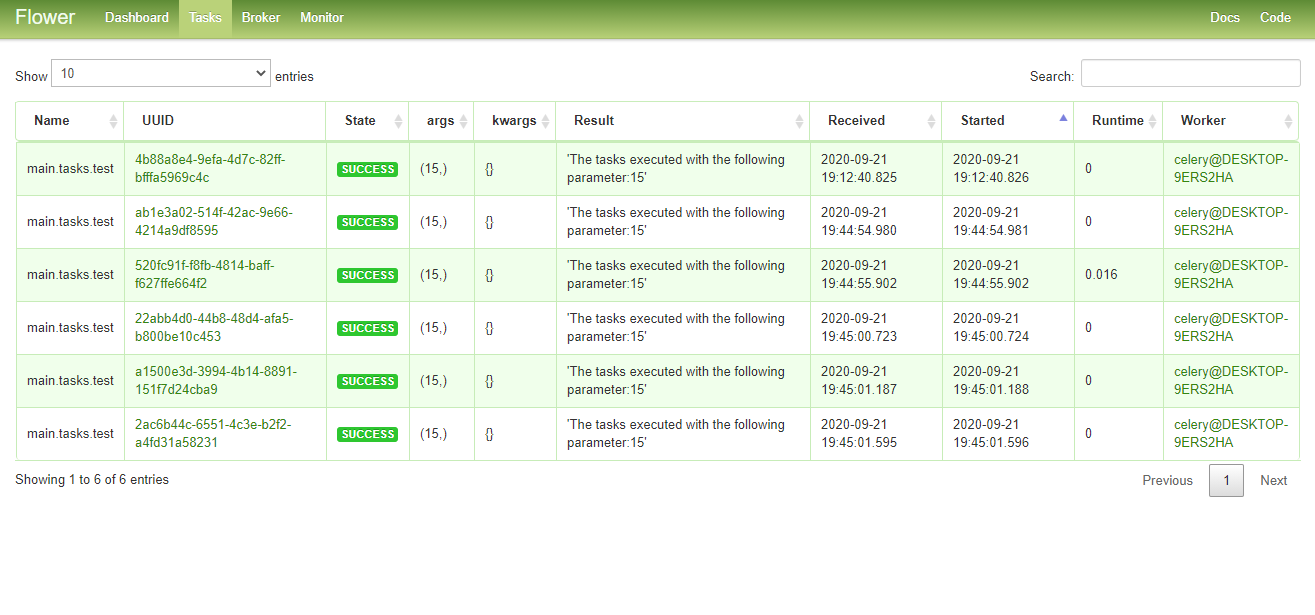 Flower Dashboard Tasks Broker Monitor Docs Code
Show 10 entries Search:
Name UUID State args kwargs Result Received Started Runtime Worker
main.tasks.test 4b88a8e4-9efa-4d7c-82ff-bfffa5969c4c SUCCESS (15,) {} 'The tasks executed with the following parameter:15' 2020-09-21 19:12:40.825 2020-09-21 19:12:40.826 0 celery@DESKTOP-9ERS2HA
main.tasks.test ab1e3a02-514f-42ac-9e66-4214a9df8595 SUCCESS (15,) {} 'The tasks executed with the following parameter:15' 2020-09-21 19:44:54.980 2020-09-21 19:44:54.981 0 celery@DESKTOP-9ERS2HA
main.tasks.test 520fc91f-f8fb-4814-baff-f627ffe664f2 SUCCESS (15,) {} 'The tasks executed with the following parameter:15' 2020-09-21 19:44:55.902 2020-09-21 19:44:55.902 0.016 celery@DESKTOP-9ERS2HA
main.tasks.test 22abb4d0-44b8-48d4-afa5-b800be10c453 SUCCESS (15,) {} 'The tasks executed with the following parameter:15' 2020-09-21 19:45:00.723 2020-09-21 19:45:00.724 0 celery@DESKTOP-9ERS2HA
main.tasks.test a1500e3d-3994-4b14-8891-151f7d24cba9 SUCCESS (15,) {} 'The tasks executed with the following parameter:15' 2020-09-21 19:45:01.187 2020-09-21 19:45:01.188 0 celery@DESKTOP-9ERS2HA
main.tasks.test 2ac6b44c-6551-4c3e-b2f2-a4fd31a58231 SUCCESS (15,) {} 'The tasks executed with the following parameter:15' 2020-09-21 19:45:01.595 2020-09-21 19:45:01.596 0 celery@DESKTOP-9ERS2HA
Showing 1 to 6 of 6 entries Previous 1 Next